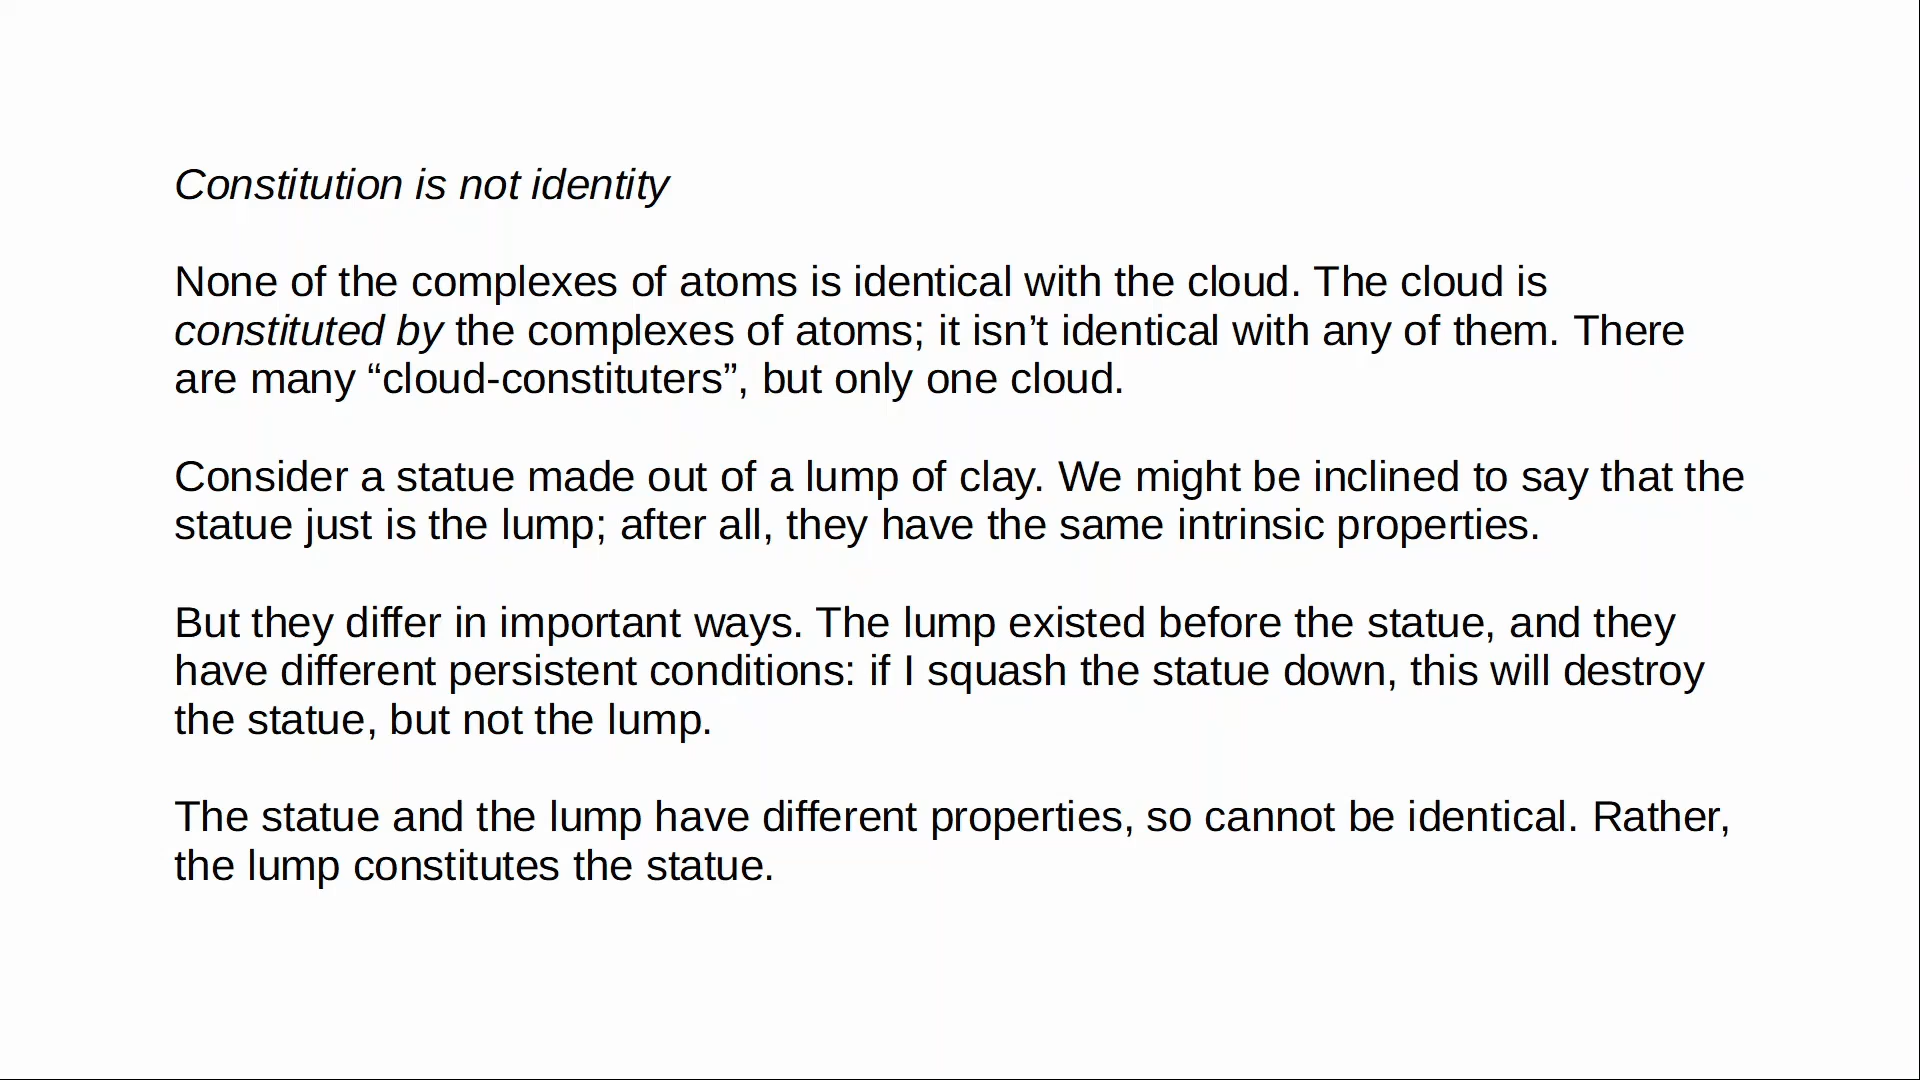 Constitution is not identity
None of the complexes of atoms is identical with the cloud. The cloud is
constituted by the complexes of atoms; it isn’t identical with any of them. There
are many “cloud-constituters”, but only one cloud.
Consider a statue made out of a lump of clay. We might be inclined to say that the
statue just is the lump; after all, they have the same intrinsic properties.
But they differ in important ways. The lump existed before the statue, and they
have different persistent conditions: if I squash the statue down, this will destroy
the statue, but not the lump.
The statue and the lump have different properties, so cannot be identical. Rather,
the lump constitutes the statue.